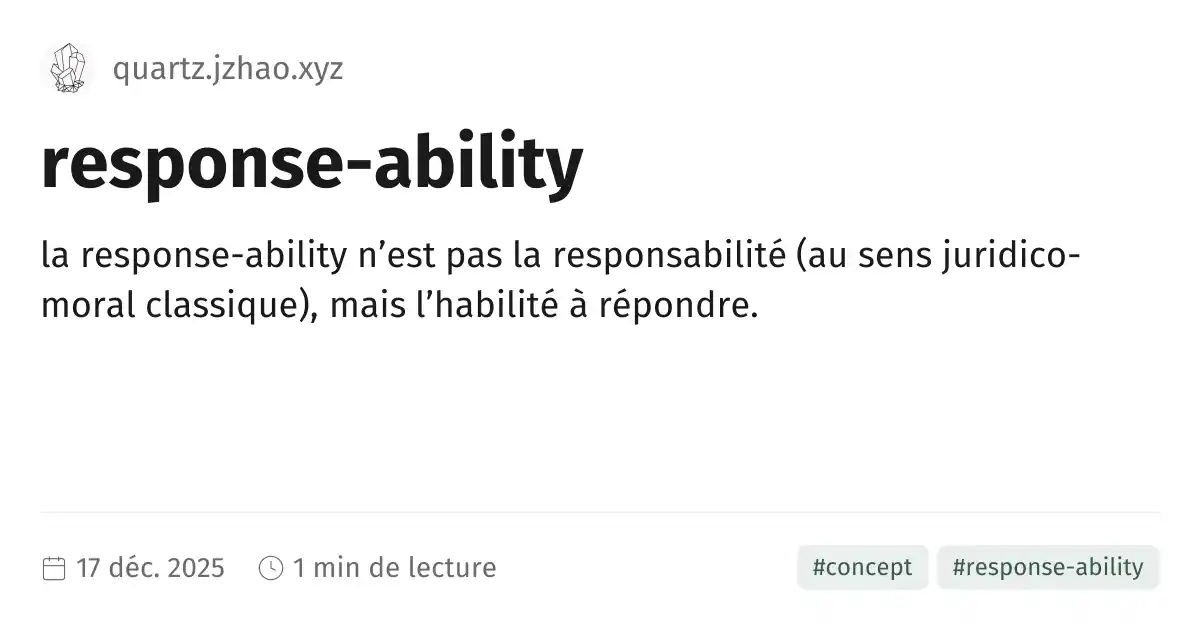 quartz.jzhao.xyz
response-ability
la response-ability n’est pas la responsabilité (au sens juridico-
moral classique), mais l’habilité à répondre.
17 déc. 2025 1 min de lecture #concept #response-ability